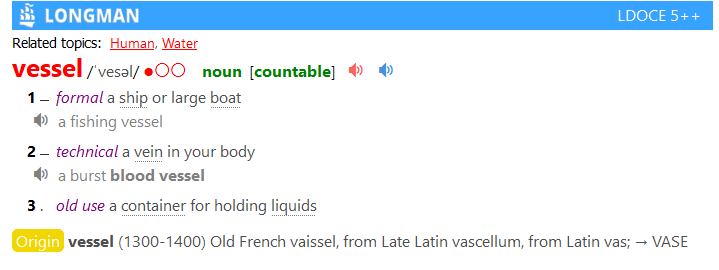 LONGMAN LDOCE 5++
Related topics: Human, Water
vessel /ˈvesəl/ ●○○ noun [countable]
1 – formal a ship or large boat
a fishing vessel
2 – technical a vein in your body
a burst blood vessel
3 . old use a container for holding liquids
Origin vessel (1300-1400) Old French vaissel, from Late Latin vascellum, from Latin vas; → VASE